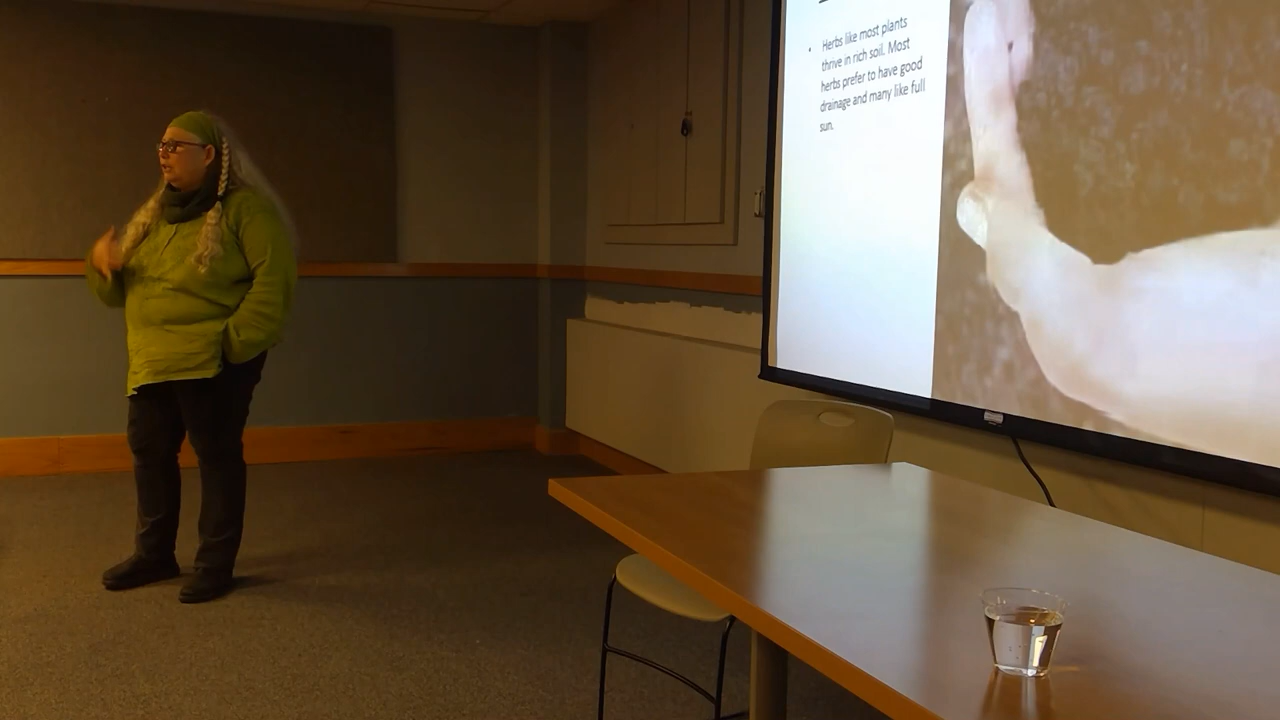 Herbs like most plants
thrive in rich soil. Most
herbs prefer to have good
drainage and many like full
sun.